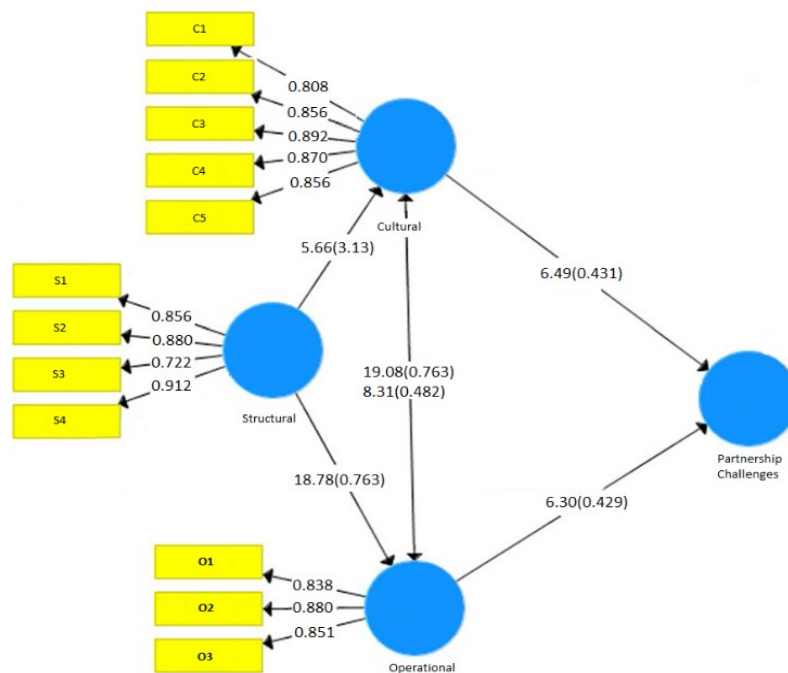 C1
C2
C3
C4
C5
0.808
0.856
0.892
0.870
0.856
Cultural
5.66(3.13)
6.49(0.431)
S1
S2
S3
S4
0.856
0.880
0.722
0.912
Structural
19.08(0.763)
8.31(0.482)
Partnership
Challenges
18.78(0.763)
6.30(0.429)
O1
O2
O3
0.838
0.880
0.851
Operational